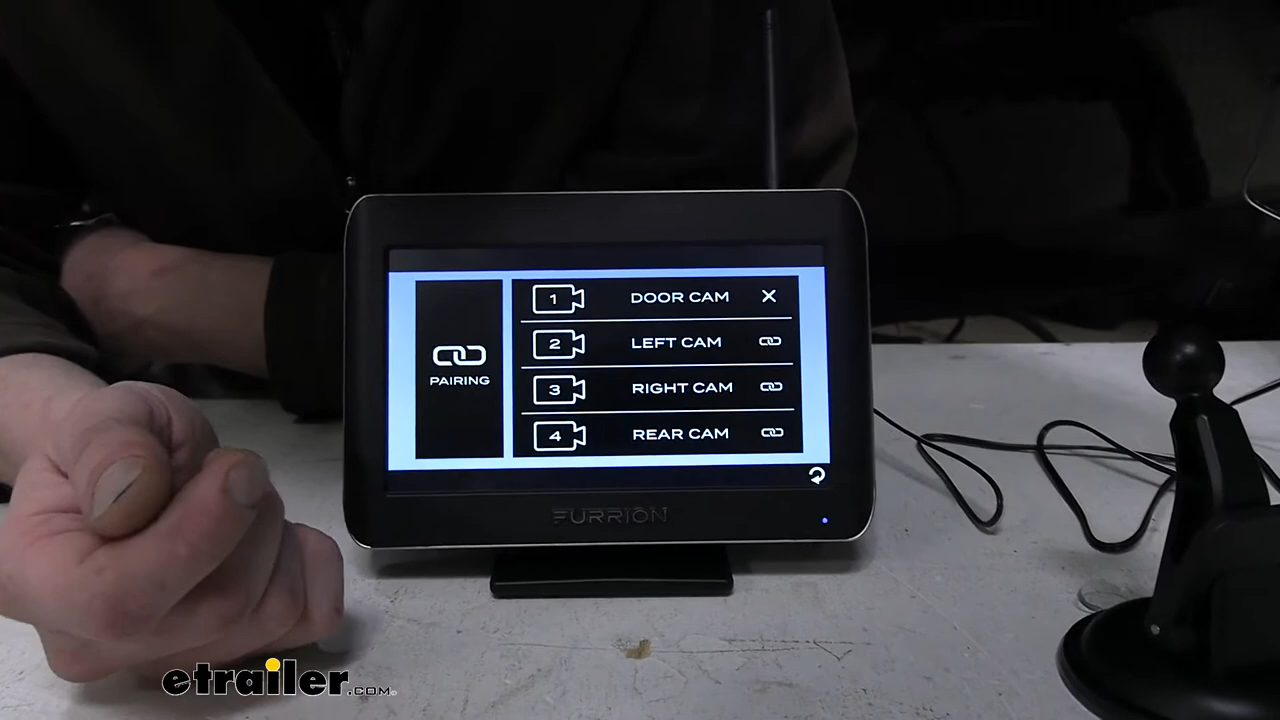 1 DOOR CAM X
2 LEFT CAM
PAIRING
3 RIGHT CAM
4 REAR CAM
FURRION
etrailer.com